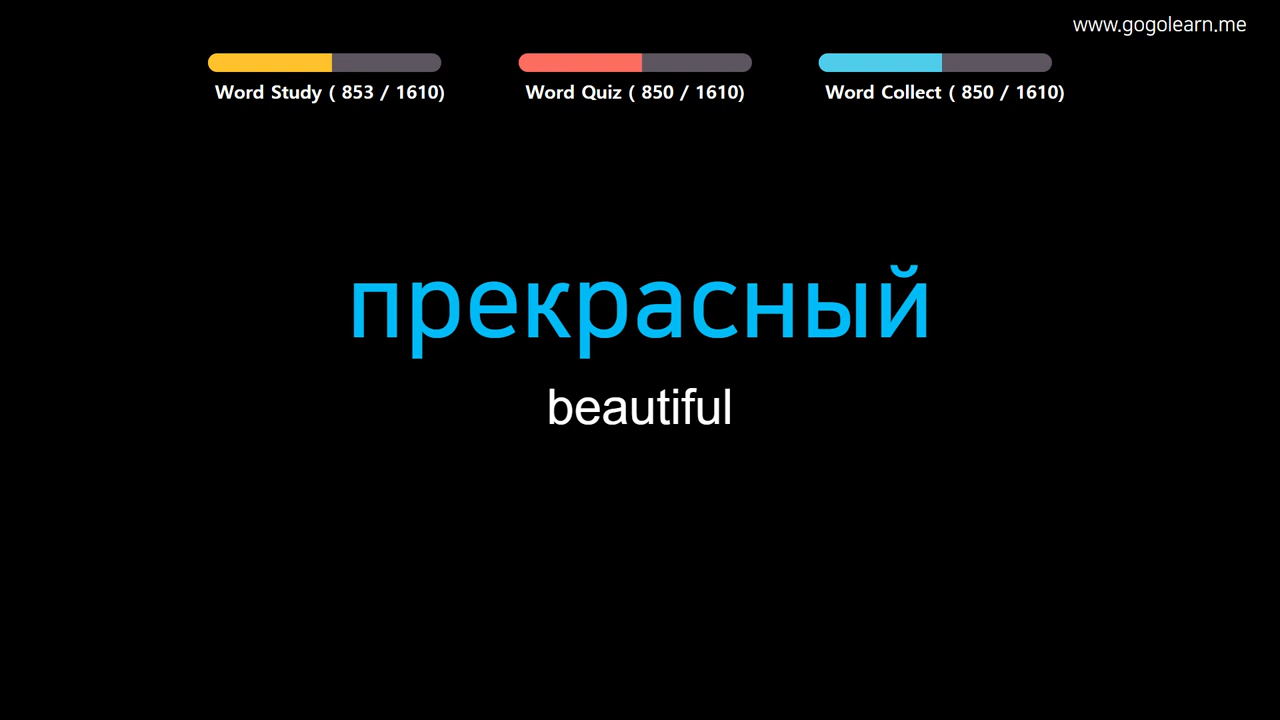 www.gogolearn.me
Word Study ( 853 / 1610)
Word Quiz ( 850 / 1610)
Word Collect ( 850 / 1610)
прекрасный
beautiful